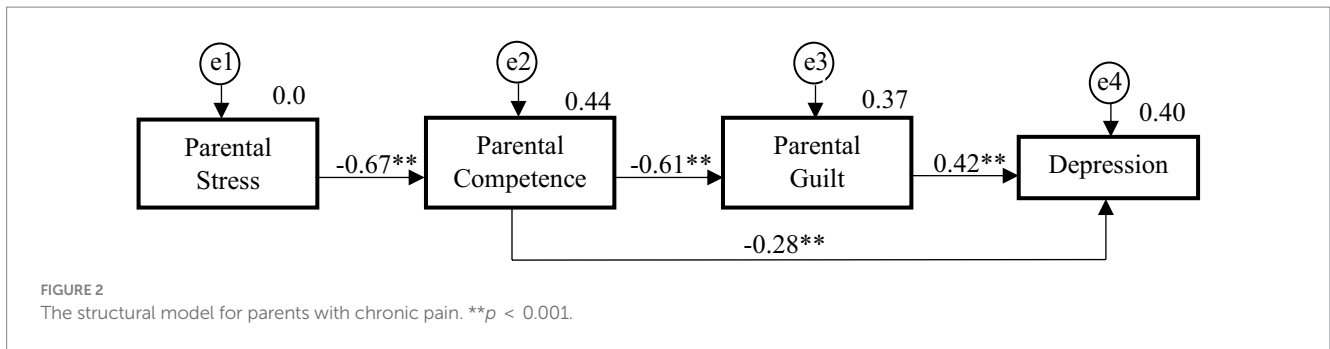 e1
e2
e3
e4
0.0
0.44
0.37
0.40
Parental
Stress
-0.67**
Parental
Competence
-0.61**
Parental
Guilt
0.42**
Depression
-0.28**
FIGURE 2
The structural model for parents with chronic pain. **p < 0.001.